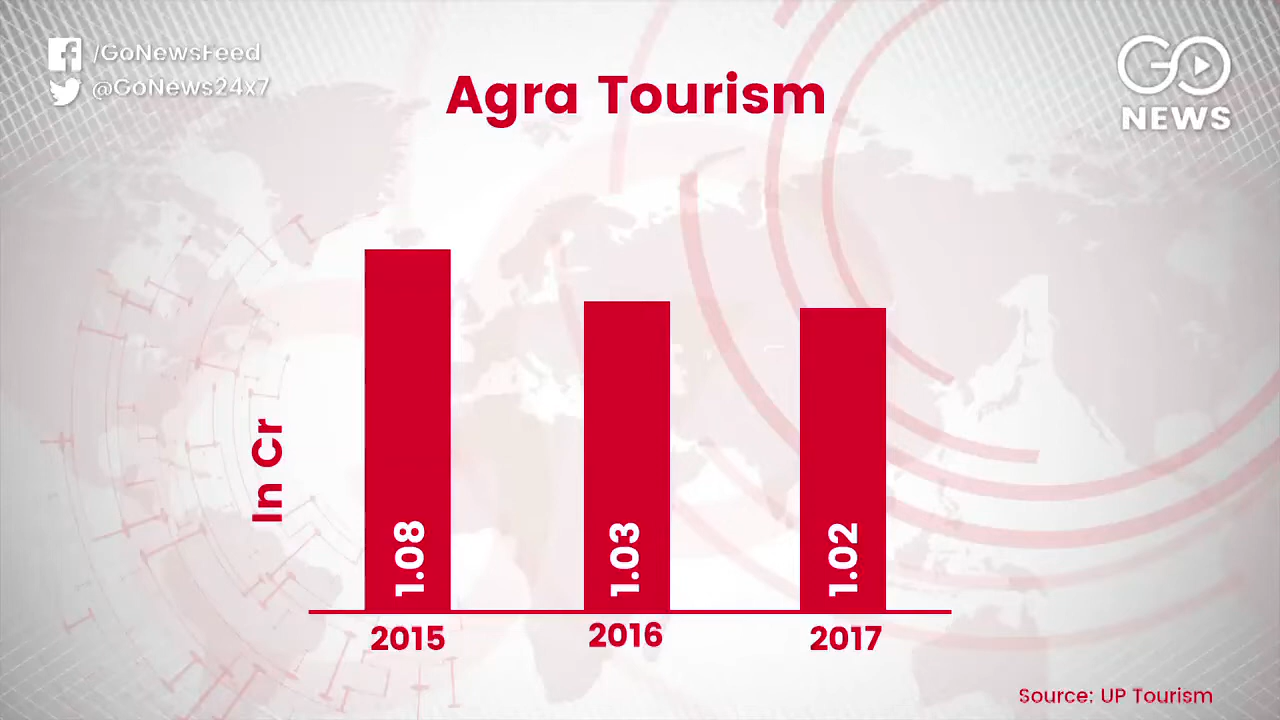 /GoNewsFeed
@GoNews24x7
GO
NEWS
Agra Tourism
In Cr
1.08
1.03
1.02
2015
2016
2017
Source: UP Tourism